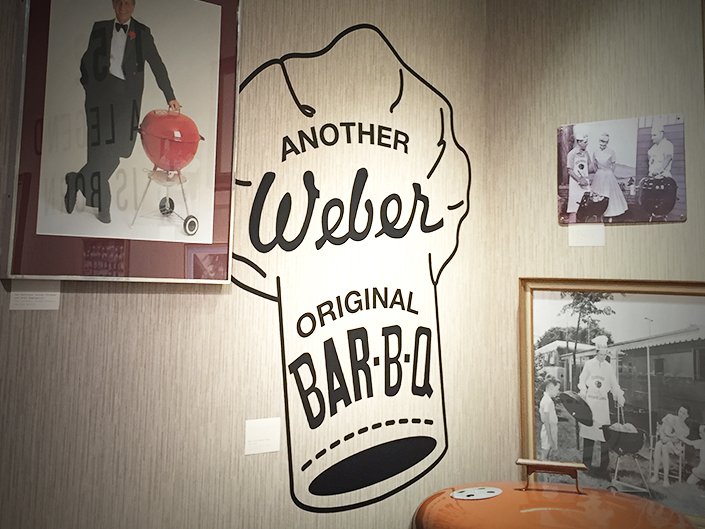 ANOTHER
Weber
ORIGINAL
BAR-B-Q